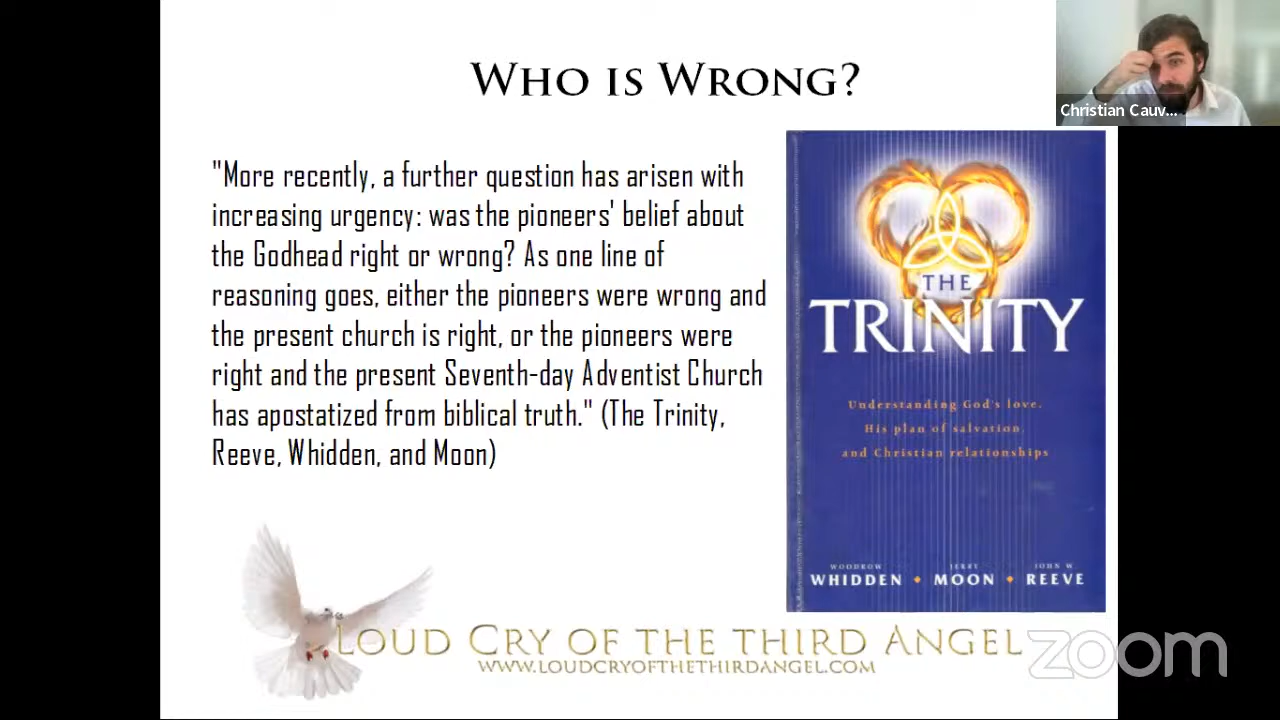 WHO IS WRONG?
Christian Cauv...
"More recently, a further question has arisen with
increasing urgency: was the pioneers' belief about
the Godhead right or wrong? As one line of
reasoning goes, either the pioneers were wrong and
the present church is right, or the pioneers were
right and the present Seventh-day Adventist Church
has apostatized from biblical truth." (The Trinity,
Reeve, Whidden, and Moon)
THE
TRINITY
Understanding God's love,
His plan of salvation,
and Christian relationships
WOODROW
WHIDDEN
JERRY
MOON
JOHN W.
REEVE
LOUD CRY OF THE THIRD ANGEL
WWW.LOUDCRYOFTHETHIRDANGEL.COM
zoom